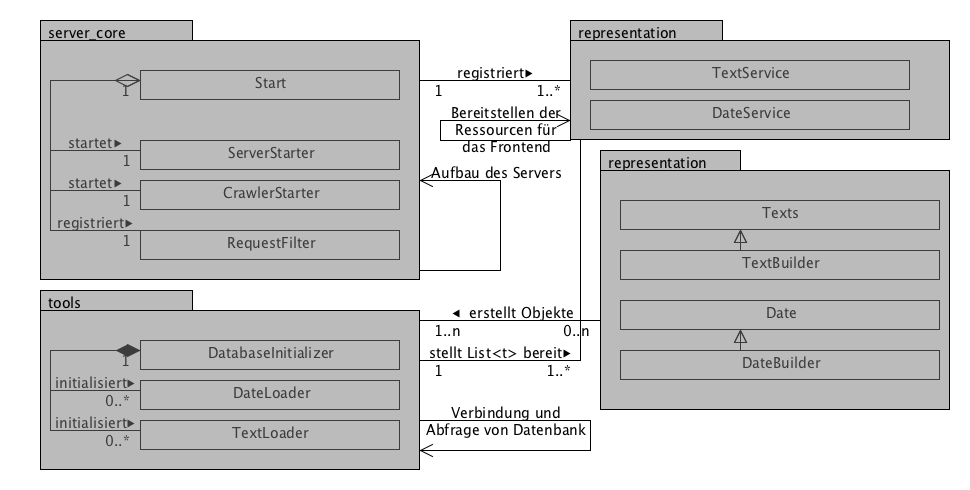 server_core
Start
1
startet▶
1
ServerStarter
startet▶
1
CrawlerStarter
registriert▶
1
RequestFilter
registriert▶
1
1..*
Bereitstellen der
Ressourcen für
das Frontend
Aufbau des Servers
representation
TextService
DateService
representation
Texts
TextBuilder
Date
DateBuilder
tools
DatabaseInitializer
1
initialisiert▶
0..*
DateLoader
initialisiert▶
0..*
TextLoader
◀ erstellt Objekte
1..n
0..n
stellt List<t> bereit▶
1
1..*
Verbindung und
Abfrage von Datenbank